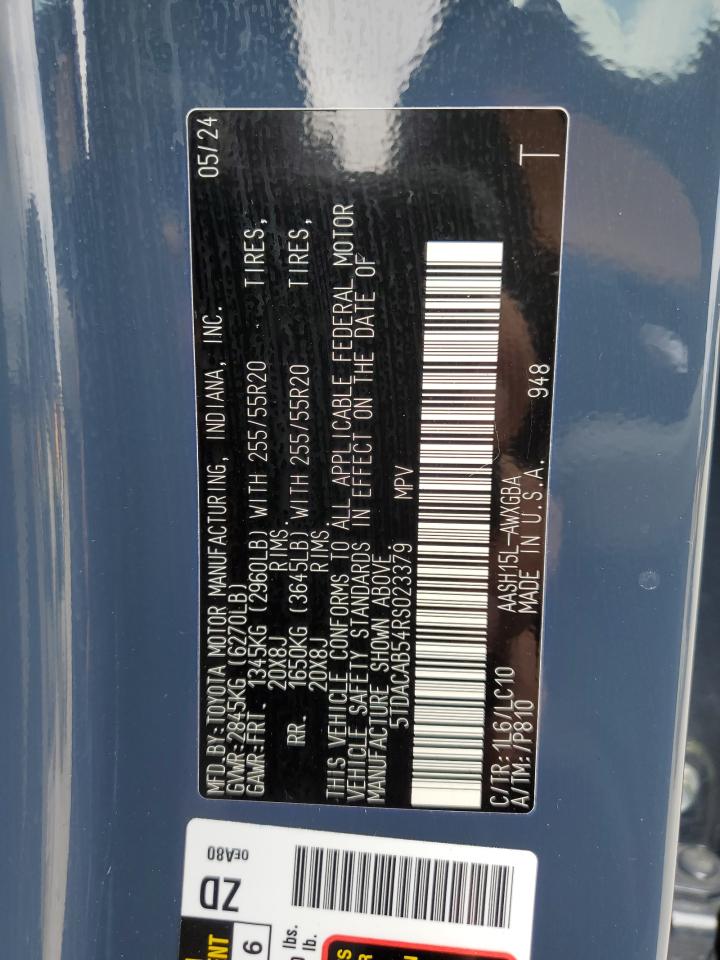 MFD.BY:TOYOTA MOTOR MANUFACTURING, INDIANA, INC. 05/24
GVWR:2845KG (6270LB)
GAWR:FRT. 1345KG (2960LB) WITH 255/55R20 TIRES,
20X8J RIMS.
RR. 1650KG (3645LB) WITH 255/55R20 TIRES,
20X8J RIMS.
THIS VEHICLE CONFORMS TO ALL APPLICABLE FEDERAL MOTOR
VEHICLE SAFETY STANDARDS IN EFFECT ON THE DATE OF
MANUFACTURE SHOWN ABOVE.
5TDACAB54RS023379 MPV
C/TR:1L6/LC10 AASH15L-AWXGBA
A/TM:/P810 MADE IN U.S.A. 948 T
0EA80
ZD
6
lbs.
lb.